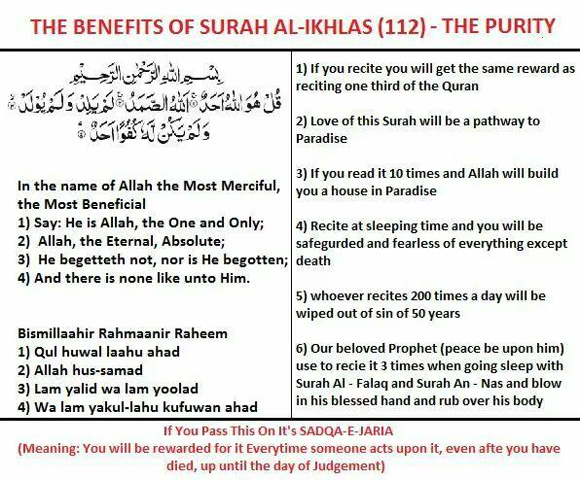 THE BENEFITS OF SURAH AL-IKHLAS (112) - THE PURITY
بِسْمِ اللهِ الرَّحْمٰنِ الرَّحِيْمِ
قُلْ هُوَ اللهُ اَحَدٌ ۚ اَللهُ الصَّمَدُ ۚ لَمْ يَلِدْ ۙ وَلَمْ يُوْلَدْ ۙ
وَلَمْ يَكُنْ لَّهٗ كُفُوًا اَحَدٌ
In the name of Allah the Most Merciful,
the Most Beneficial
1) Say: He is Allah, the One and Only;
2) Allah, the Eternal, Absolute;
3) He begetteth not, nor is He begotten;
4) And there is none like unto Him.
Bismillaahir Rahmaanir Raheem
1) Qul huwal laahu ahad
2) Allah hus-samad
3) Lam yalid wa lam yoolad
4) Wa lam yakul-lahu kufuwan ahad
1) If you recite you will get the same reward as
reciting one third of the Quran
2) Love of this Surah will be a pathway to
Paradise
3) If you read it 10 times and Allah will build
you a house in Paradise
4) Recite at sleeping time and you will be
safegurded and fearless of everything except
death
5) whoever recites 200 times a day will be
wiped out of sin of 50 years
6) Our beloved Prophet (peace be upon him)
use to recie it 3 times when going sleep with
Surah Al - Falaq and Surah An - Nas and blow
in his blessed hand and rub over his body
If You Pass This On It's SADQA-E-JARIA
(Meaning: You will be rewarded for it Everytime someone acts upon it, even afte you have
died, up until the day of Judgement)